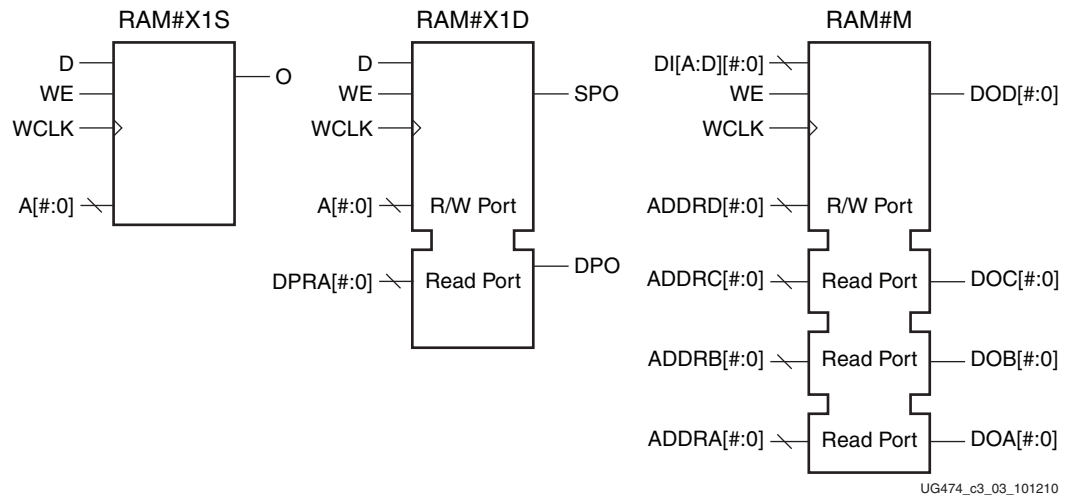 RAM#X1S
D
WE
WCLK
A[#:0]
O
RAM#X1D
D
WE
WCLK
A[#:0]
R/W Port
SPO
DPRA[#:0]
Read Port
DPO
RAM#M
DI[A:D][#:0]
WE
WCLK
DOD[#:0]
ADDRD[#:0]
R/W Port
ADDRC[#:0]
Read Port
DOC[#:0]
ADDRB[#:0]
Read Port
DOB[#:0]
ADDRA[#:0]
Read Port
DOA[#:0]
UG474_c3_03_101210